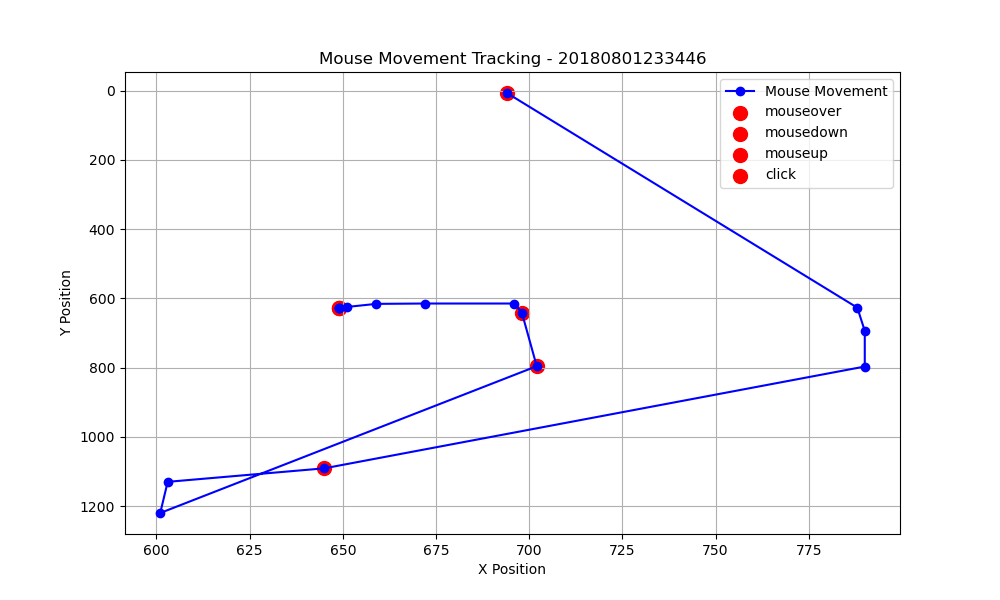 Mouse Movement Tracking - 20180801233446
Mouse Movement
mouseover
mousedown
mouseup
click
Y Position
0
200
400
600
800
1000
1200
600
625
650
675
700
725
750
775
X Position